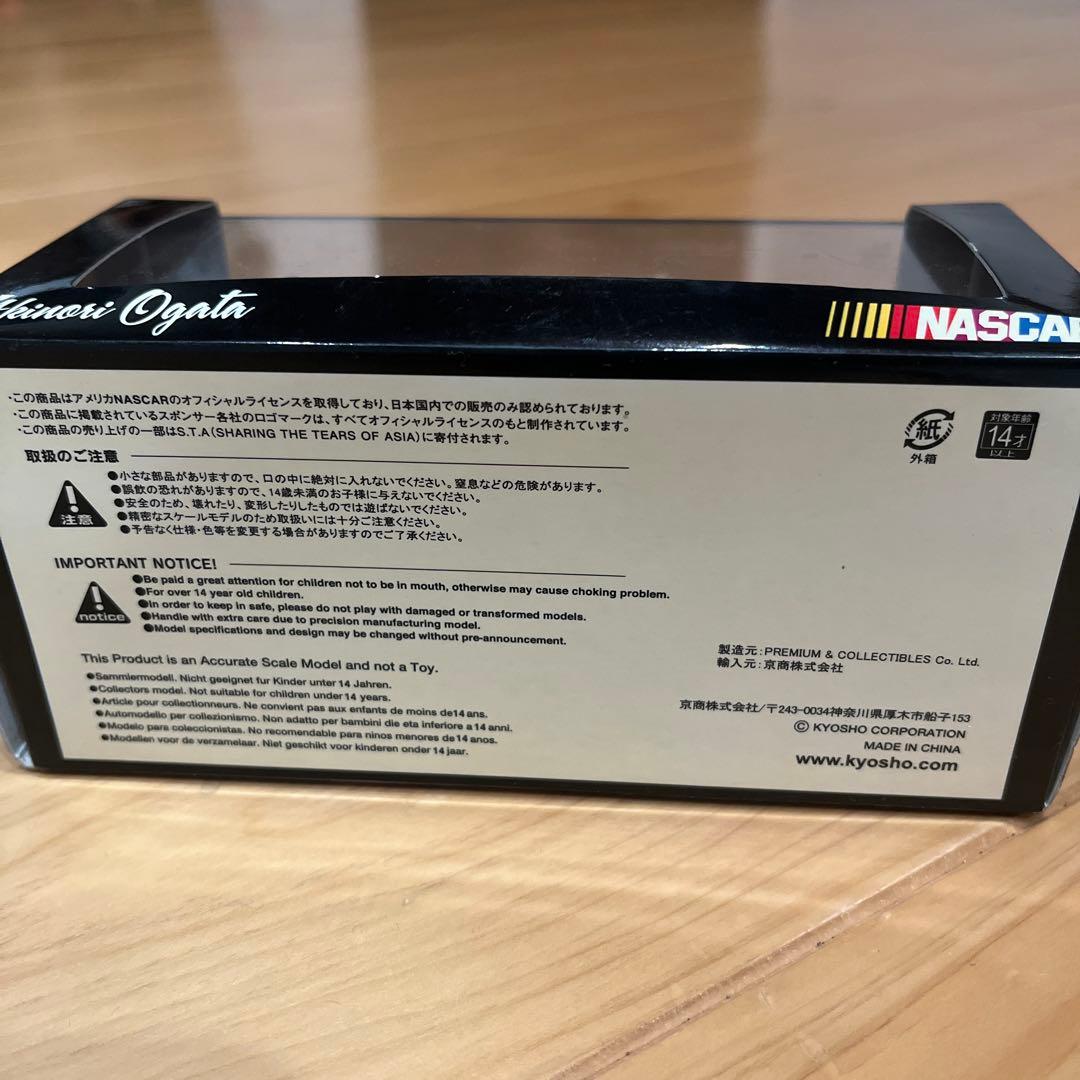 Ogata
NASCAR
・この商品はアメリカNASCARのオフィシャルライセンスを取得しており、日本国内での販売のみ認められております。
・この商品に掲載されているスポンサー各社のロゴマークは、すべてオフィシャルライセンスのもと制作されています。
・この商品の売り上げの一部はS.T.A(SHARING THE TEARS OF ASIA)に寄付されます。
紙
外箱
対象年齢
14才
以上
取扱のご注意
注意
●小さな部品がありますので、口の中に絶対に入れないでください。窒息などの危険があります。
●誤飲の恐れがありますので、14歳未満のお子様に与えないでください。
●安全のため、壊れたり、変形したりしたものでは遊ばないでください。
●精密なスケールモデルのため取扱いには十分ご注意ください。
●予告なく仕様・色等を変更する場合がありますのでご了承ください。
IMPORTANT NOTICE!
notice
●Be paid a great attention for children not to be in mouth, otherwise may cause choking problem.
●For over 14 year old children.
●In order to keep in safe, please do not play with damaged or transformed models.
●Handle with extra care due to precision manufacturing model.
●Model specifications and design may be changed without pre-announcement.
This Product is an Accurate Scale Model and not a Toy.
●Sammlermodell. Nicht geeignet fur Kinder unter 14 Jahren.
●Collectors model. Not suitable for children under 14 years.
●Article pour collectionneurs. Ne convient pas aux enfants de moins de14 ans.
●Automodello per collezionismo. Non adatto per bambini die eta inferiore a 14 anni.
●Modelo para coleccionistas. No recomendable para ninos menores de14 anos.
●Modellen voor de verzamelaar. Niet geschikt voor kinderen onder 14 jaar.
製造元:PREMIUM & COLLECTIBLES Co. Ltd.
輸入元:京商株式会社
京商株式会社/〒243-0034神奈川県厚木市船子153
© KYOSHO CORPORATION
MADE IN CHINA
www.kyosho.com